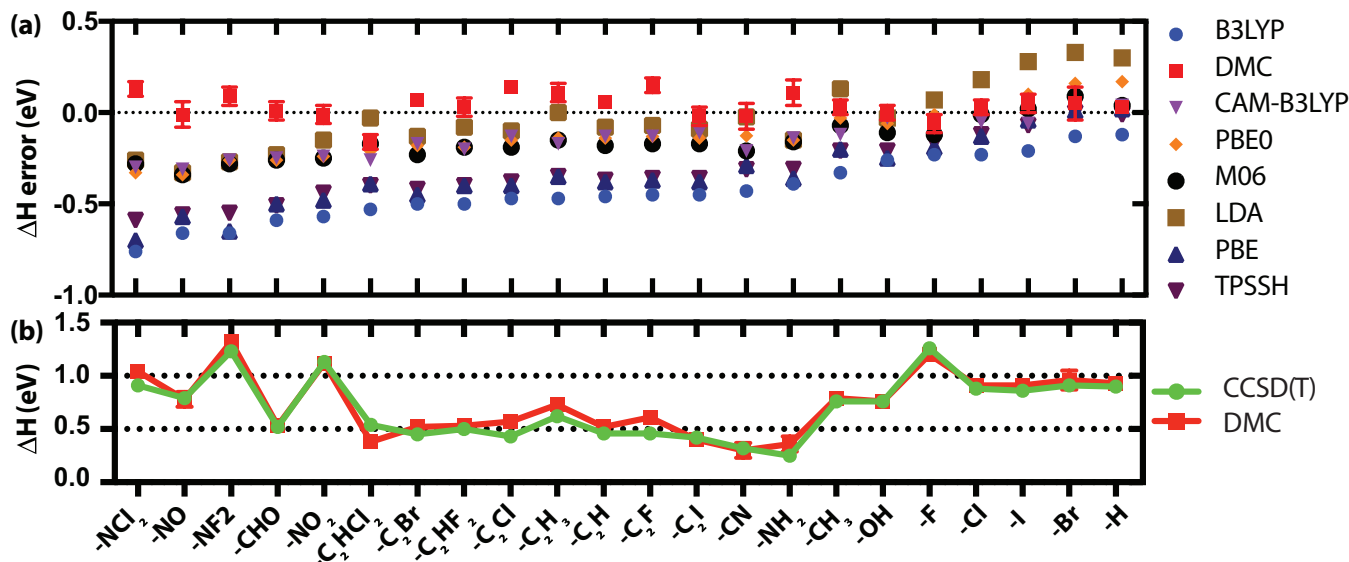 (a)
ΔH error (eV)
0.5
0.0
-0.5
-1.0
B3LYP
DMC
CAM-B3LYP
PBE0
M06
LDA
PBE
TPSSH
(b)
ΔH (eV)
1.5
1.0
0.5
0.0
CCSD(T)
DMC
-NCl₂
-NO
-NF2
-CHO
-NO₂
-C₂HCl₂
-C₂Br
-C₂HF₂
-C₂Cl
-C₂H₃
-C₂H
-C₂F
-C₂I
-CN
-NH₂
-CH₃
-OH
-F
-Cl
-I
-Br
-H